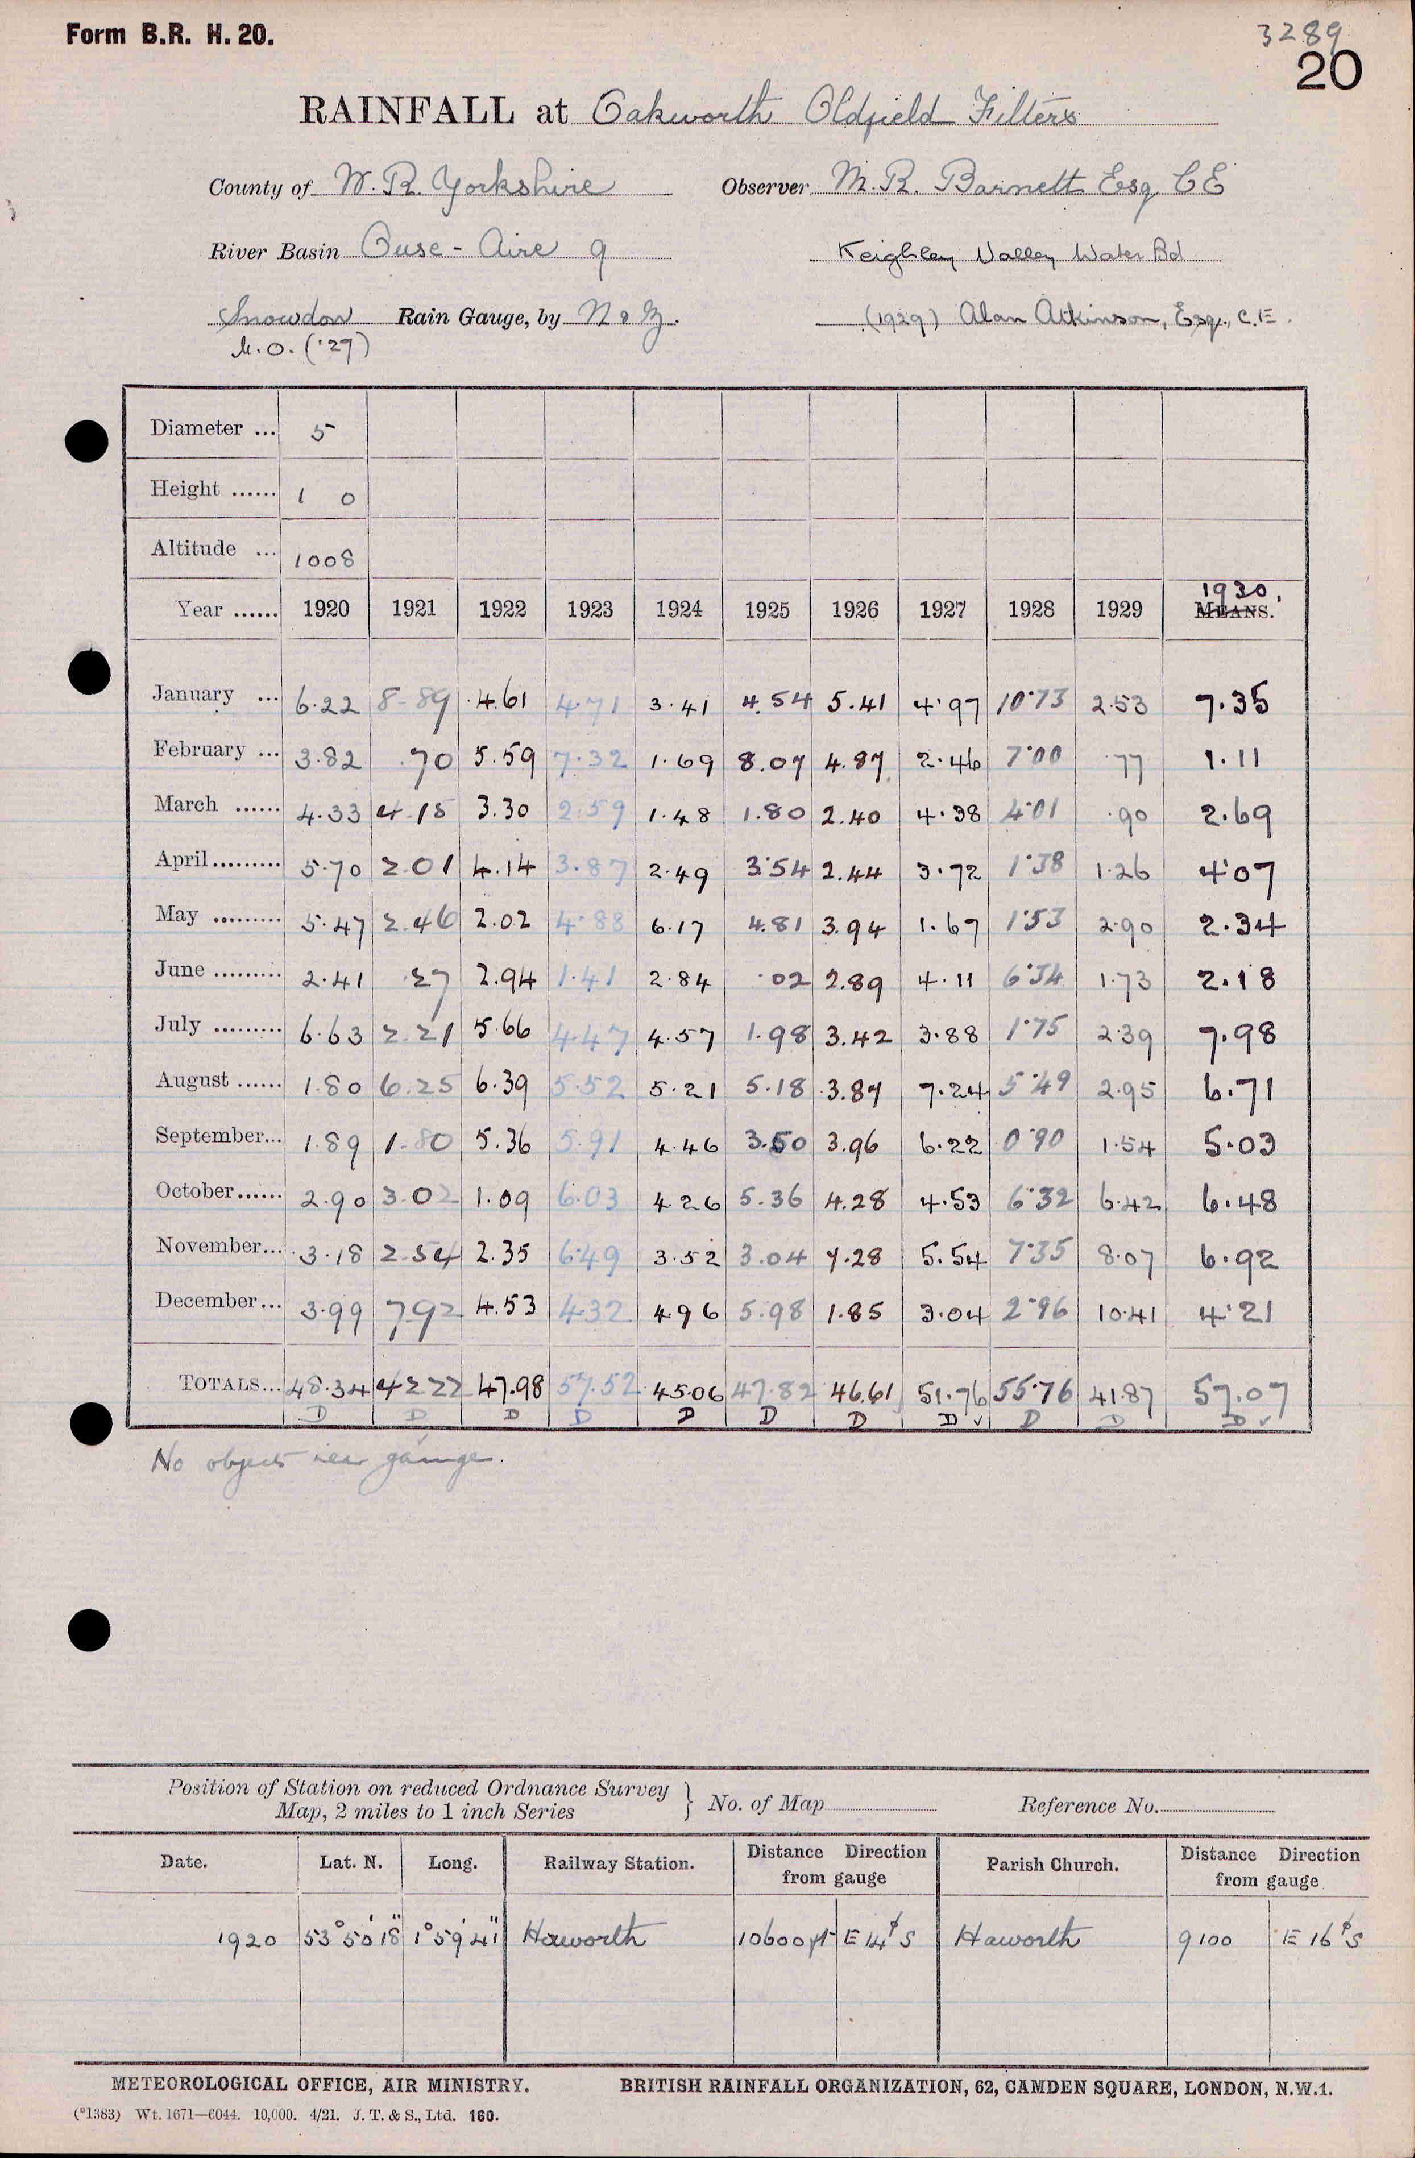 Form B.R. H. 20.
3289
20
RAINFALL at Oakworth Oldfield Filters
County of W. R. Yorkshire Observer M. R. Barnett Esq CE
River Basin Ouse - Aire 9 Keighley Valley Water Bd
Snowdon Rain Gauge, by N & Z. (1929) Alan Atkinson, Esq., C.E.
M.O. ('27)
Diameter ... 5
Height ...... 1 0
Altitude ... 1008
Year ...... 1920 1921 1922 1923 1924 1925 1926 1927 1928 1929 1930. MEANS.
January ... 6.22 8.89 4.61 4.71 3.41 4.54 5.41 4.97 10.73 2.53 7.35
February ... 3.82 .70 5.59 7.32 1.69 8.07 4.87 2.46 7.00 .77 1.11
March ...... 4.33 4.15 3.30 2.59 1.48 1.80 2.40 4.38 4.01 .90 2.69
April......... 5.70 2.01 4.14 3.87 2.49 3.54 2.44 3.72 1.38 1.26 4.07
May ......... 5.47 2.46 2.02 4.88 6.17 4.81 3.94 1.67 1.53 2.90 2.34
June ......... 2.41 .27 2.94 1.41 2.84 .02 2.89 4.11 6.34 1.73 2.18
July ......... 6.63 2.21 5.66 4.47 4.57 1.98 3.42 3.88 1.75 2.39 7.98
August ...... 1.80 6.25 6.39 5.52 5.21 5.18 3.87 7.24 5.49 2.95 6.71
September... 1.89 1.80 5.36 5.91 4.46 3.50 3.96 6.22 0.90 1.54 5.03
October...... 2.90 3.02 1.09 6.03 4.26 5.36 4.28 4.53 6.32 6.42 6.48
November... 3.18 2.54 2.35 6.49 3.52 3.04 7.28 5.54 7.35 8.07 6.92
December... 3.99 7.92 4.53 4.32 4.96 5.98 1.85 3.04 2.96 10.41 4.21
TOTALS... 48.34 42.22 47.98 57.52 45.06 47.82 46.61 51.76 55.76 41.87 57.07
D D D D D D D D D D D
No objects near gauge.
Position of Station on reduced Ordnance Survey
Map, 2 miles to 1 inch Series } No. of Map Reference No.
Date. Lat. N. Long. Railway Station. Distance Direction from gauge Parish Church. Distance Direction from gauge
1920 53°50'18" 1°59'41" Haworth 10600 ft E 14° S Haworth 9100 E 16° S
METEOROLOGICAL OFFICE, AIR MINISTRY. BRITISH RAINFALL ORGANIZATION, 62, CAMDEN SQUARE, LONDON, N.W.1.
(*1383) Wt. 1671—6044. 10,000. 4/21. J. T. & S., Ltd. 160.